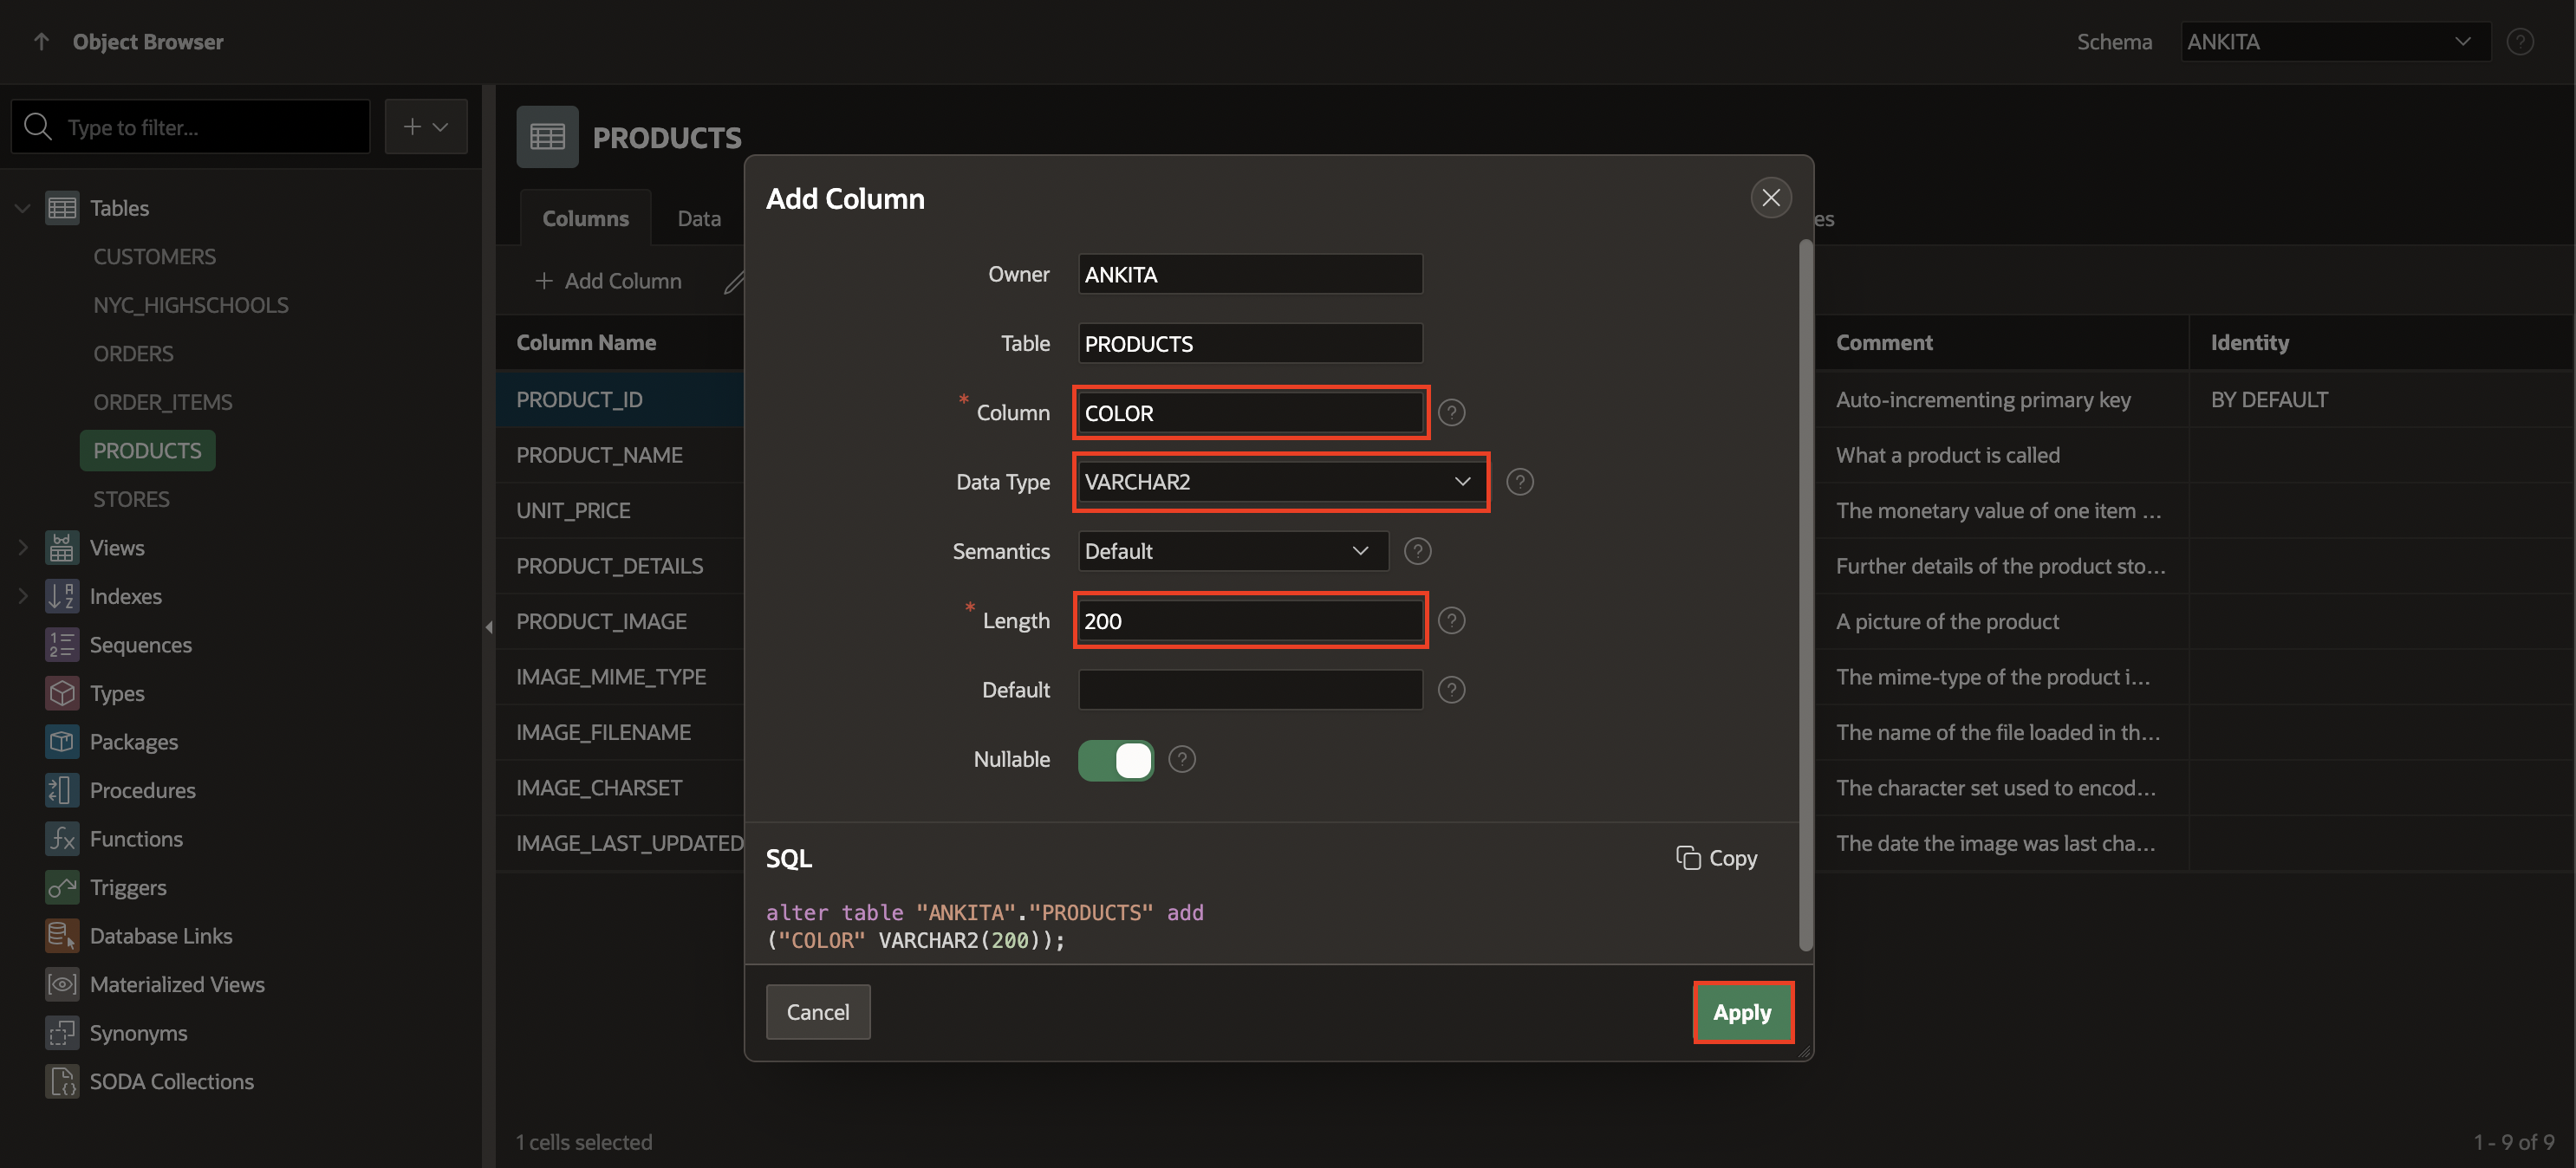 Object Browser
Schema
ANKITA
Type to filter...
Tables
CUSTOMERS
NYC_HIGHSCHOOLS
ORDERS
ORDER_ITEMS
PRODUCTS
STORES
Views
Indexes
Sequences
Types
Packages
Procedures
Functions
Triggers
Database Links
Materialized Views
Synonyms
SODA Collections
PRODUCTS
Columns
Data
es
Add Column
Column Name
Comment
Identity
PRODUCT_ID
Auto-incrementing primary key
BY DEFAULT
PRODUCT_NAME
What a product is called
UNIT_PRICE
The monetary value of one item ...
PRODUCT_DETAILS
Further details of the product sto...
PRODUCT_IMAGE
A picture of the product
IMAGE_MIME_TYPE
The mime-type of the product i...
IMAGE_FILENAME
The name of the file loaded in th...
IMAGE_CHARSET
The character set used to encod...
IMAGE_LAST_UPDATED
The date the image was last cha...
1 cells selected
1 - 9 of 9
Add Column
Owner
ANKITA
Table
PRODUCTS
* Column
COLOR
Data Type
VARCHAR2
Semantics
Default
* Length
200
Default
Nullable
SQL
Copy
alter table "ANKITA"."PRODUCTS" add
("COLOR" VARCHAR2(200));
Cancel
Apply